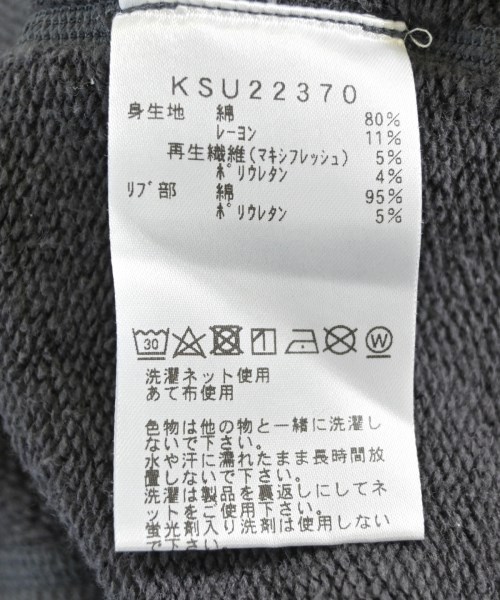 KSU22370
身生地 綿 80%
レーヨン 11%
再生繊維(マキシフレッシュ) 5%
ポリウレタン 4%
リブ部 綿 95%
ポリウレタン 5%
30 W
洗濯ネット使用
あて布使用
色物は他の物と一緒に洗濯し
ないで下さい。
水や汗に濡れたまま長時間放
置しないで下さい。
洗濯は製品を裏返しにしてネ
ットをご使用下さい。
蛍光剤入り洗剤は使用しない
で下さい。